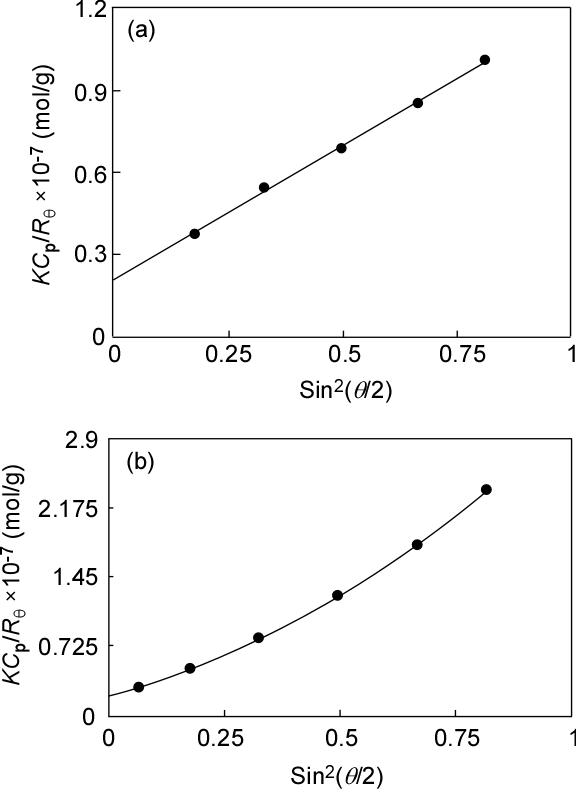 (a)
1.2
0.9
0.6
0.3
0
KCp/Rθ ×10-7 (mol/g)
0 0.25 0.5 0.75 1
Sin2(θ/2)
(b)
2.9
2.175
1.45
0.725
0
KCp/Rθ ×10-7 (mol/g)
0 0.25 0.5 0.75 1
Sin2(θ/2)